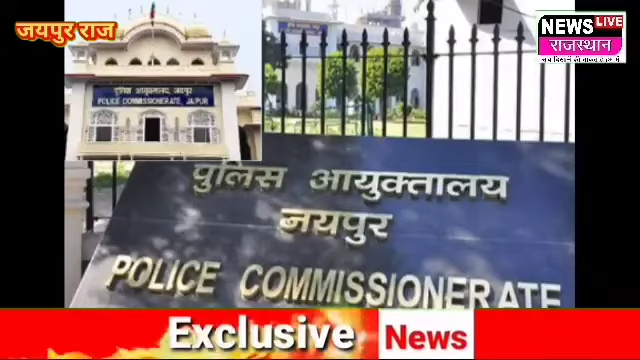 जयपुर राज
NEWS LIVE
राजस्थान
पुलिस आयुक्तालय, जयपुर
POLICE COMMISSIONERATE, JAIPUR
पुलिस आयुक्तालय
जयपुर
POLICE COMMISSIONERATE
Exclusive News